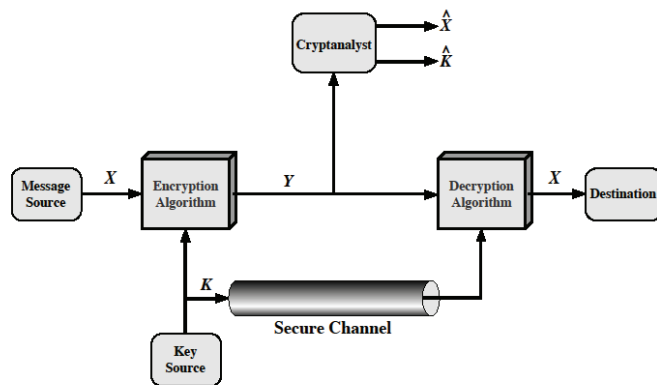 Cryptanalyst
X̂
K̂
Message
Source
X
Encryption
Algorithm
Y
Decryption
Algorithm
X
Destination
K
Secure Channel
Key
Source